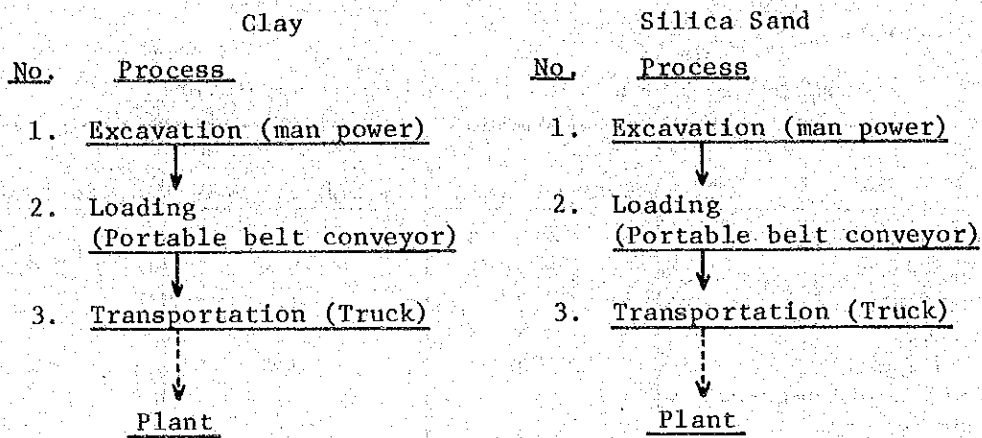 Clay
No. Process
1. Excavation (man power)
2. Loading
(Portable belt conveyor)
3. Transportation (Truck)
Plant
Silica Sand
No. Process
1. Excavation (man power)
2. Loading
(Portable belt conveyor)
3. Transportation (Truck)
Plant